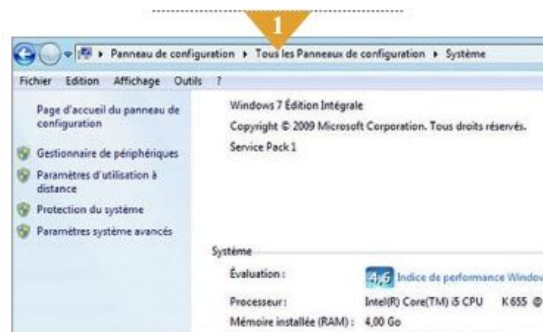 1
Panneau de configuration ▸ Tous les Panneaux de configuration ▸ Système
Fichier Edition Affichage Outils ?
Page d'accueil du panneau de
configuration
Gestionnaire de périphériques
Paramètres d'utilisation à
distance
Protection du système
Paramètres système avancés
Windows 7 Édition Intégrale
Copyright © 2009 Microsoft Corporation. Tous droits réservés.
Service Pack 1
Système
Évaluation :
4,6 Indice de performance Window
Processeur : Intel(R) Core(TM) i5 CPU K 655 @
Mémoire installée (RAM) : 4,00 Go